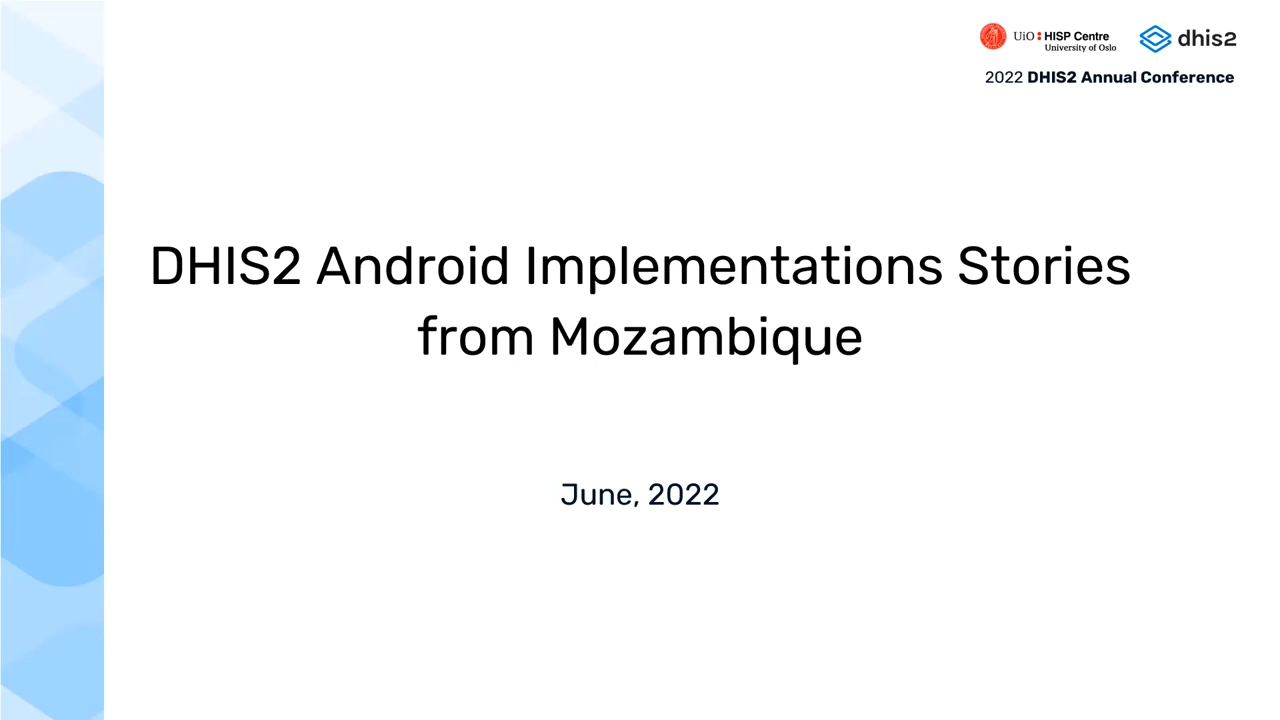 UiO HISP Centre
University of Oslo
dhis2
2022 DHIS2 Annual Conference
DHIS2 Android Implementations Stories
from Mozambique
June, 2022